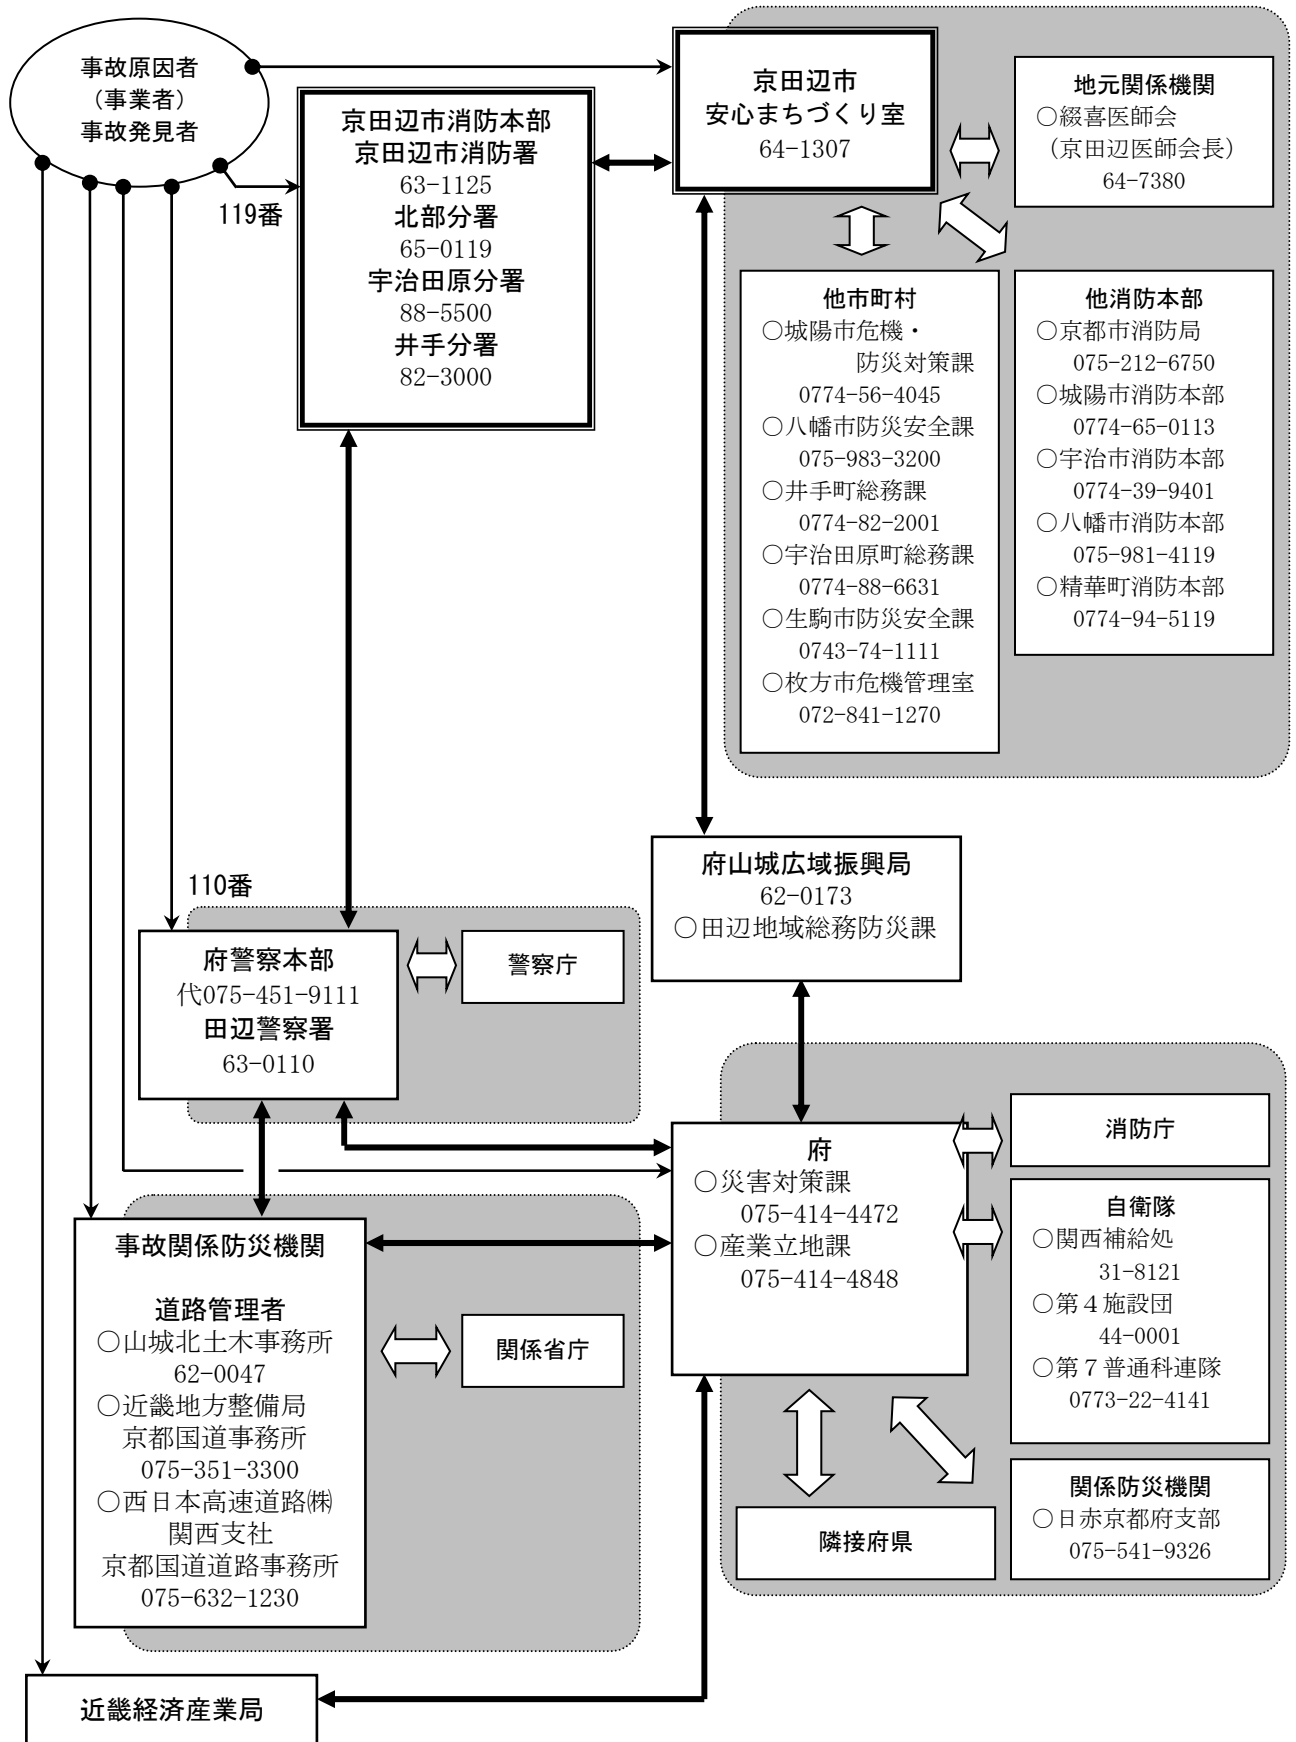 事故原因者
（事業者）
事故発見者
119番
京田辺市消防本部
京田辺市消防署
63-1125
北部分署
65-0119
宇治田原分署
88-5500
井手分署
82-3000
京田辺市
安心まちづくり室
64-1307
地元関係機関
○綴喜医師会
（京田辺医師会長）
64-7380
他市町村
○城陽市危機・
防災対策課
0774-56-4045
○八幡市防災安全課
075-983-3200
○井手町総務課
0774-82-2001
○宇治田原町総務課
0774-88-6631
○生駒市防災安全課
0743-74-1111
○枚方市危機管理室
072-841-1270
他消防本部
○京都市消防局
075-212-6750
○城陽市消防本部
0774-65-0113
○宇治市消防本部
0774-39-9401
○八幡市消防本部
075-981-4119
○精華町消防本部
0774-94-5119
府山城広域振興局
62-0173
○田辺地域総務防災課
110番
府警察本部
代075-451-9111
田辺警察署
63-0110
警察庁
府
○災害対策課
075-414-4472
○産業立地課
075-414-4848
消防庁
自衛隊
○関西補給処
31-8121
○第４施設団
44-0001
○第７普通科連隊
0773-22-4141
関係防災機関
○日赤京都府支部
075-541-9326
隣接府県
事故関係防災機関
道路管理者
○山城北土木事務所
62-0047
○近畿地方整備局
京都国道事務所
075-351-3300
○西日本高速道路㈱
関西支社
京都国道道路事務所
075-632-1230
関係省庁
近畿経済産業局